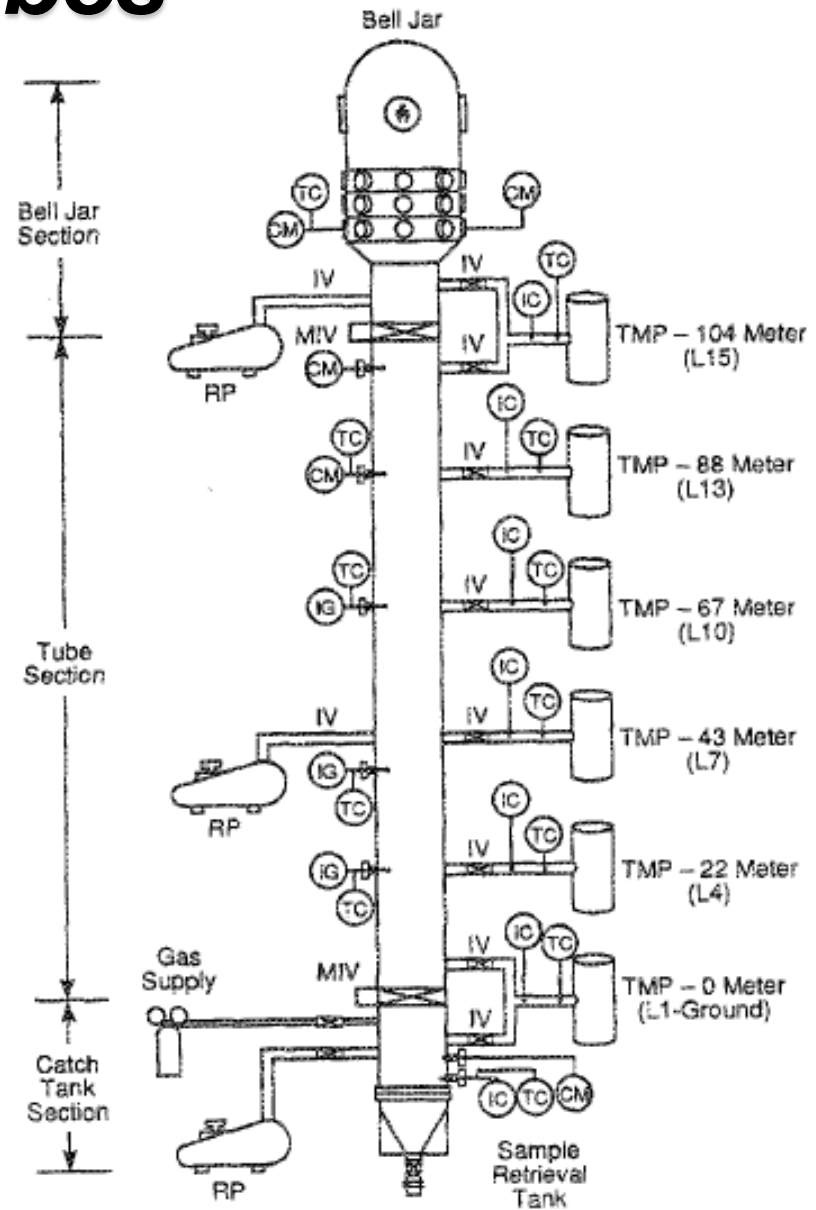 Bell Jar
TC
CM
CM
Bell Jar
Section
IV
IV
TC
IC
MIV
IV
TMP – 104 Meter
(L15)
RP
CM
IC
TC
IV
TC
TMP – 88 Meter
(L13)
CM
IC
TC
IV
TC
TMP – 67 Meter
(L10)
IG
Tube
Section
IC
IV
IV
TC
TMP – 43 Meter
(L7)
IG
RP
TC
IC
IV
TC
TMP – 22 Meter
(L4)
IG
TC
IV
IC
TC
Gas
Supply
MIV
TMP – 0 Meter
(L1-Ground)
IV
Catch
Tank
Section
IC
TC
CM
RP
Sample
Retrieval
Tank